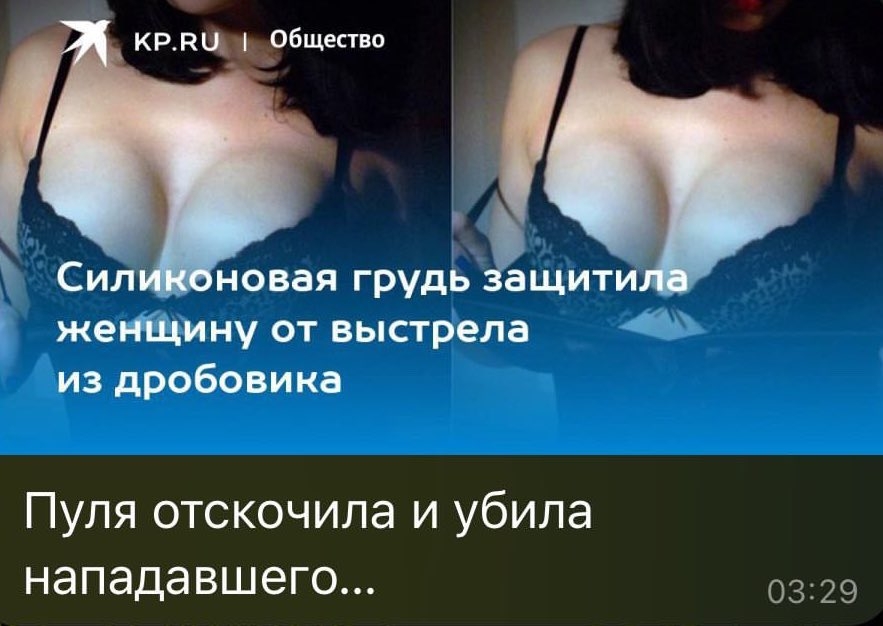 KP.RU | Общество
Силиконовая грудь защитила
женщину от выстрела
из дробовика
Пуля отскочила и убила
нападавшего...
03:29